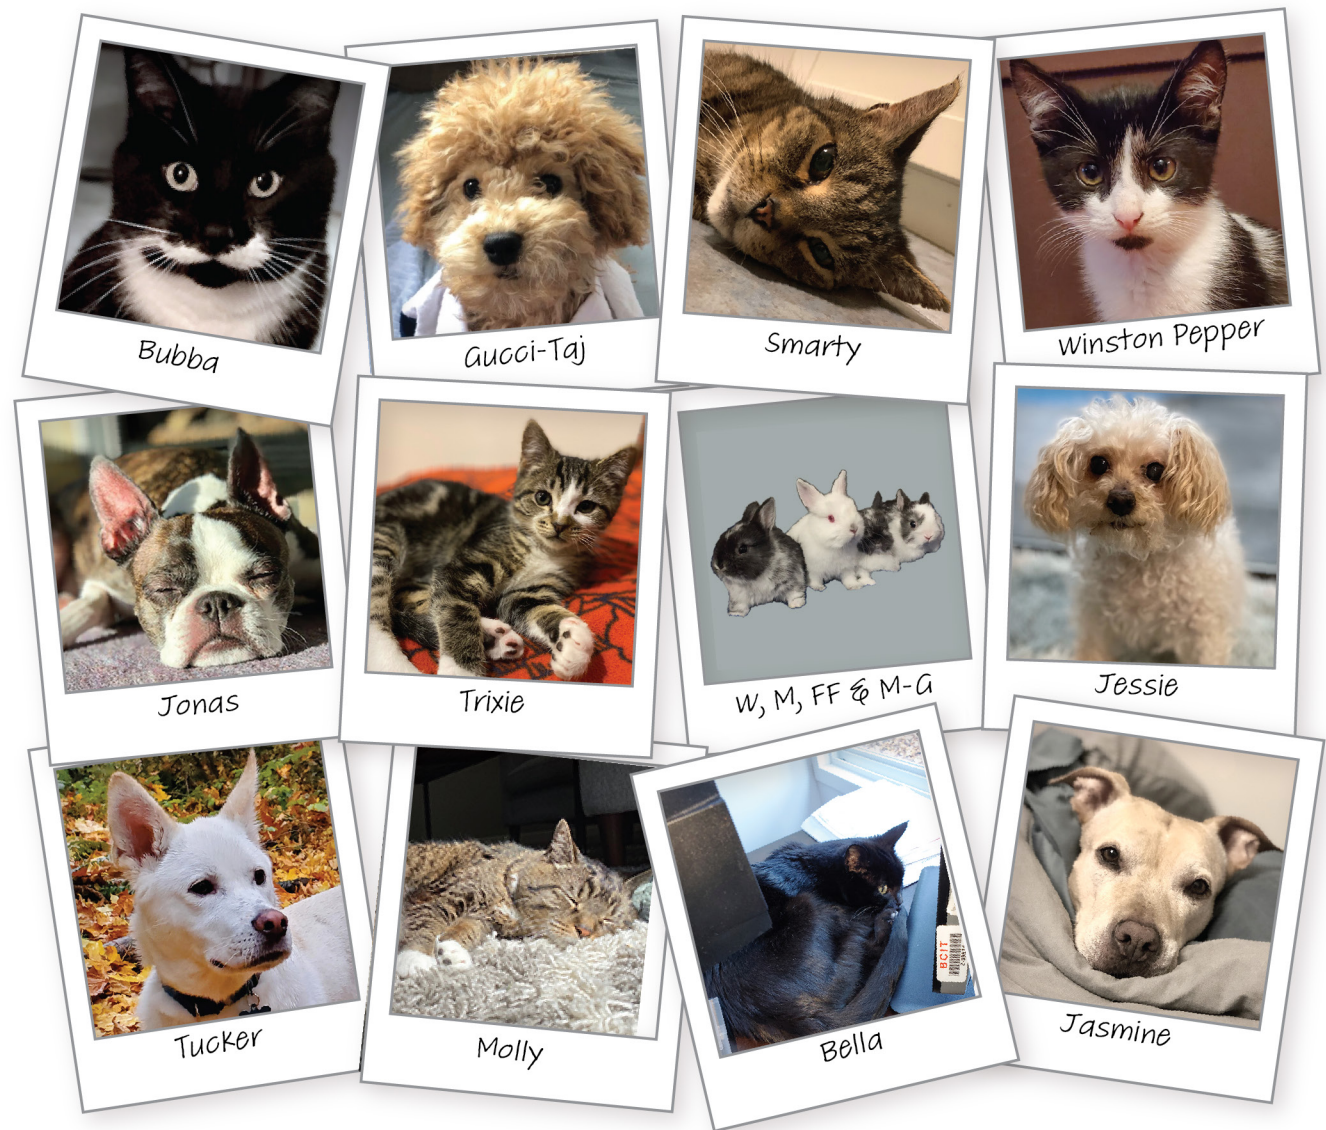 Bubba
Gucci-Taj
Smarty
Winston Pepper
Jonas
Trixie
W, M, FF & M-G
Jessie
Tucker
Molly
Bella
BCIT
Jasmine